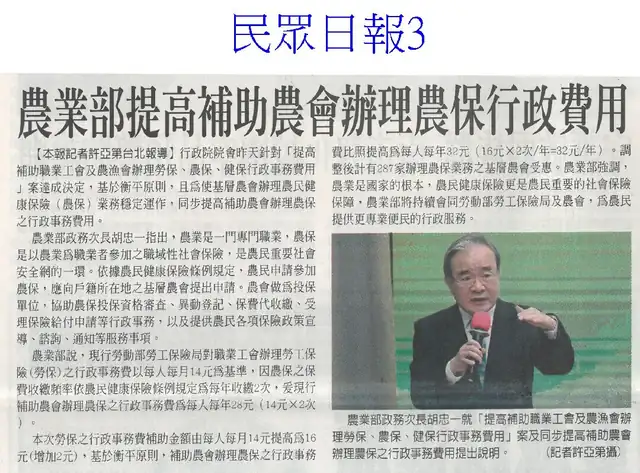 民眾日報3
農業部提高補助農會辦理農保行政費用
【本報記者許亞第台北報導】行政院院會昨天針對「提高
補助職業工會及農漁會辦理勞保、農保、健保行政事務費用
」案達成決定，基於衡平原則，且為使基層農會辦理農民健
康保險（農保）業務穩定運作，同步提高補助農會辦理農保
之行政事務費用。
農業部政務次長胡忠一指出，農業是一門專門職業，農保
是以農業為職業者參加之職域性社會保險，是農民重要社會
安全網的一環。依據農民健康保險條例規定，農民申請參加
農保，應向戶籍所在地之基層農會提出申請。農會做為投保
單位，協助農保投保資格審查、異動登記、保費代收繳、受
理保險給付申請等行政事務，以及提供農民各項保險政策宣
導、諮詢、通知等服務事項。
農業部說，現行勞動部勞工保險局對職業工會辦理勞工保
險（勞保）之行政事務費以每人每月14元為基準，因農保之保
費收繳頻率依農民健康保險條例規定為每年收繳2次，爰現行
補助農會辦理農保之行政事務費為每人每年28元（14元×2次
）。
本次勞保之行政事務費補助金額由每人每月14元提高為16
元（增加2元），基於衡平原則，補助農會辦理農保之行政事務
費比照提高為每人每年32元（16元×2次/年=32元/年）。調
整後計有287家辦理農保業務之基層農會受惠。農業部強調，
農業是國家的根本，農民健康保險更是農民重要的社會保險
保障，農業部將持續會同勞動部勞工保險局及農會，為農民
提供更專業便民的行政服務。
農業部政務次長胡忠一就「提高補助職業工會及農漁會辦
理勞保、農保、健保行政事務費用」案及同步提高補助農會
辦理農保之行政事務費用提出說明。（記者許亞第攝）